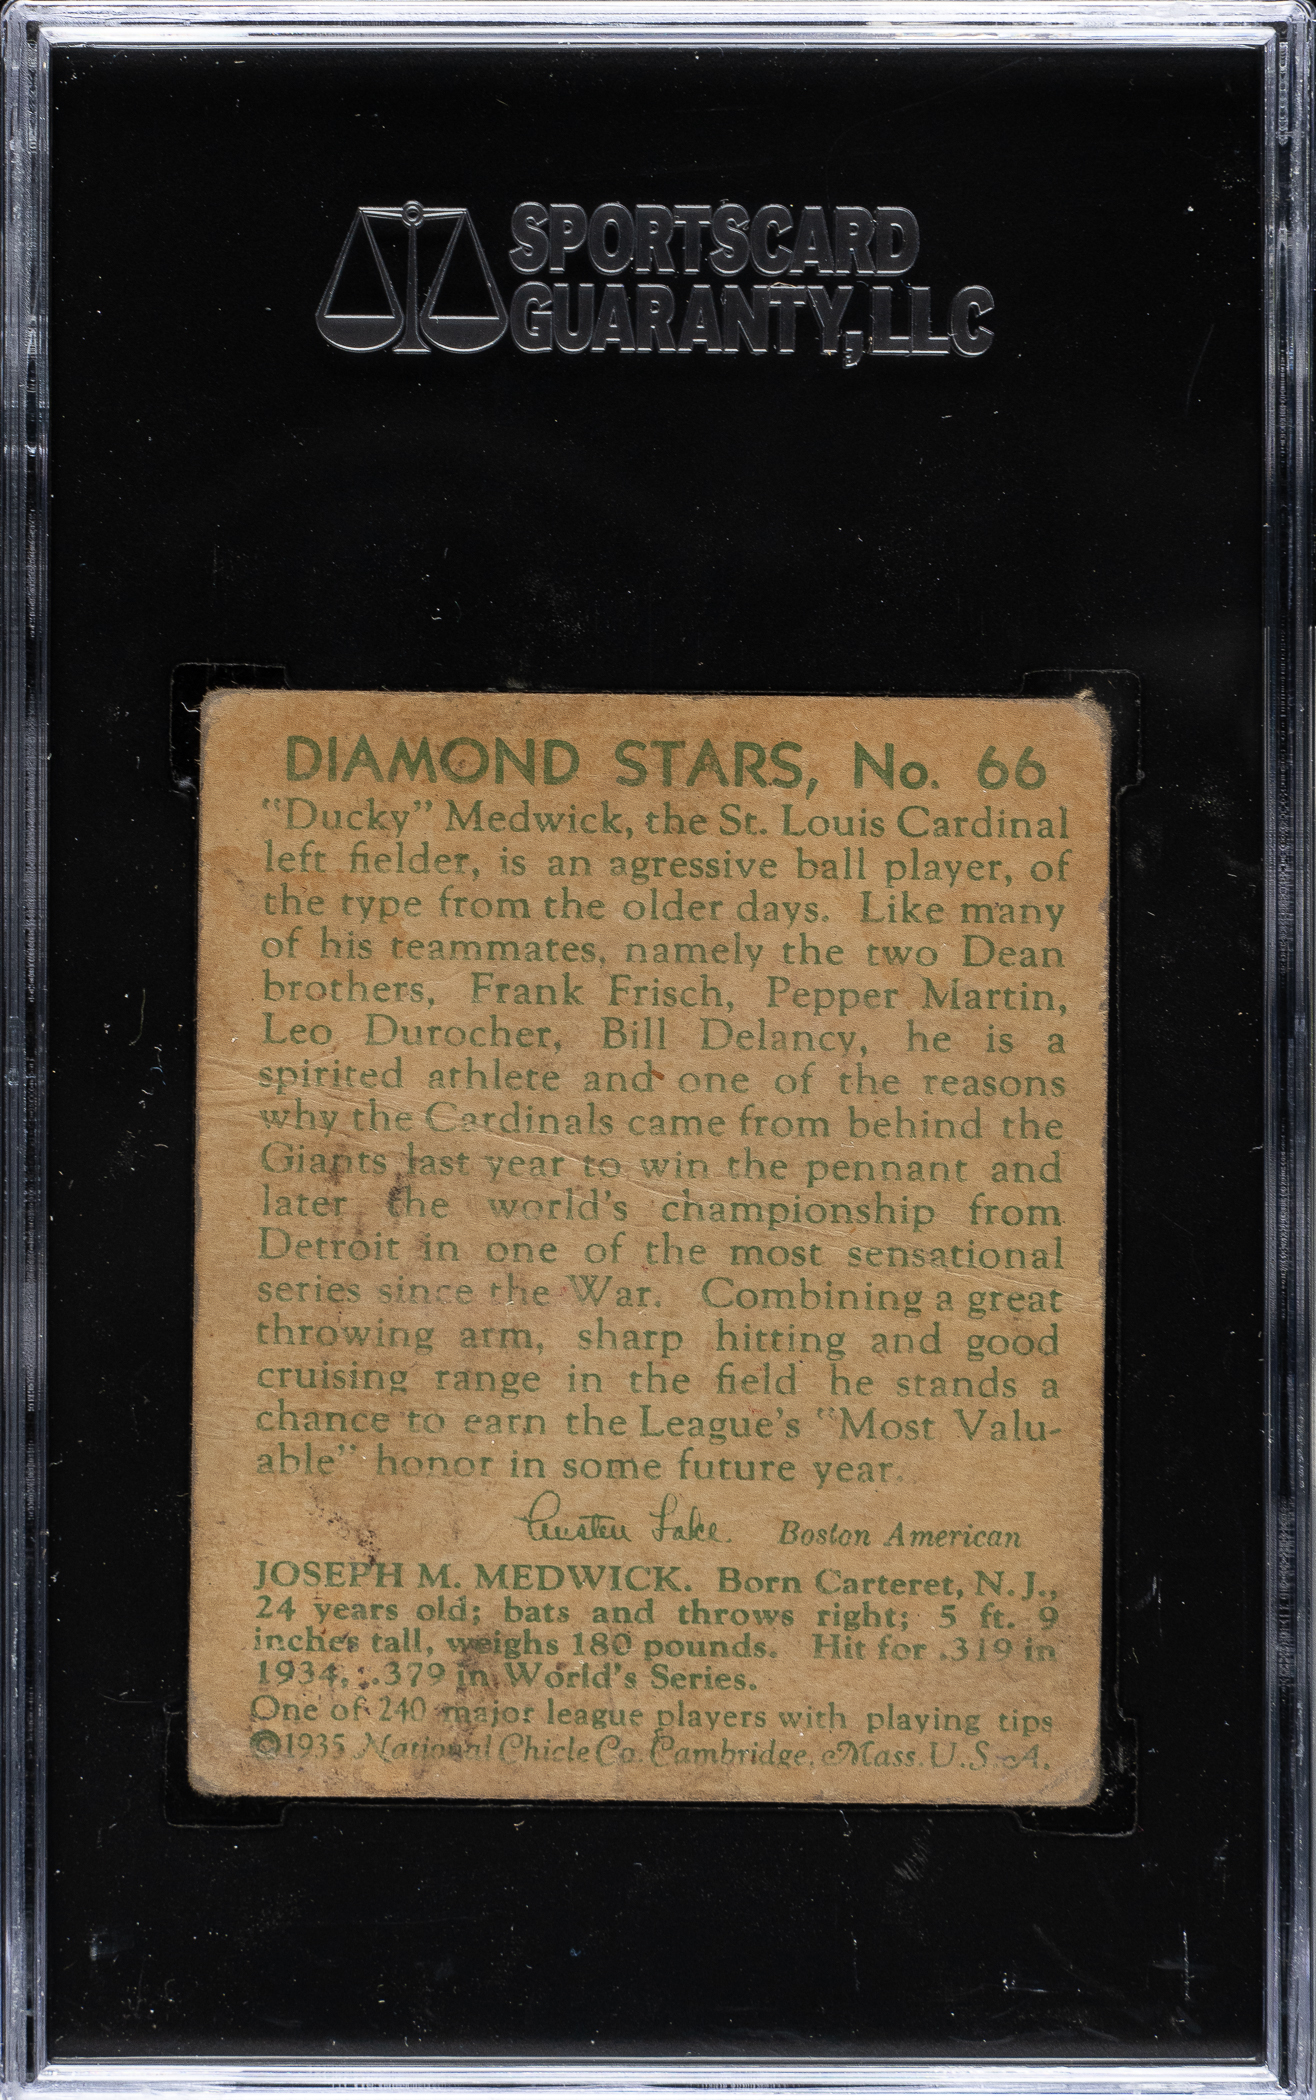 SPORTSCARD
GUARANTY, LLC
DIAMOND STARS, No. 66
"Ducky" Medwick, the St. Louis Cardinal
left fielder, is an agressive ball player, of
the type from the older days. Like many
of his teammates, namely the two Dean
brothers, Frank Frisch, Pepper Martin,
Leo Durocher, Bill Delancy, he is a
spirited athlete and one of the reasons
why the Cardinals came from behind the
Giants last year to win the pennant and
later the world's championship from
Detroit in one of the most sensational
series since the War. Combining a great
throwing arm, sharp hitting and good
cruising range in the field he stands a
chance to earn the League's "Most Valu-
able" honor in some future year.
Austen Lake Boston American
JOSEPH M. MEDWICK. Born Carteret, N. J.,
24 years old; bats and throws right; 5 ft. 9
inches tall, weighs 180 pounds. Hit for .319 in
1934, .379 in World's Series.
One of 240 major league players with playing tips
©1935 National Chicle Co. Cambridge, Mass. U.S.A.